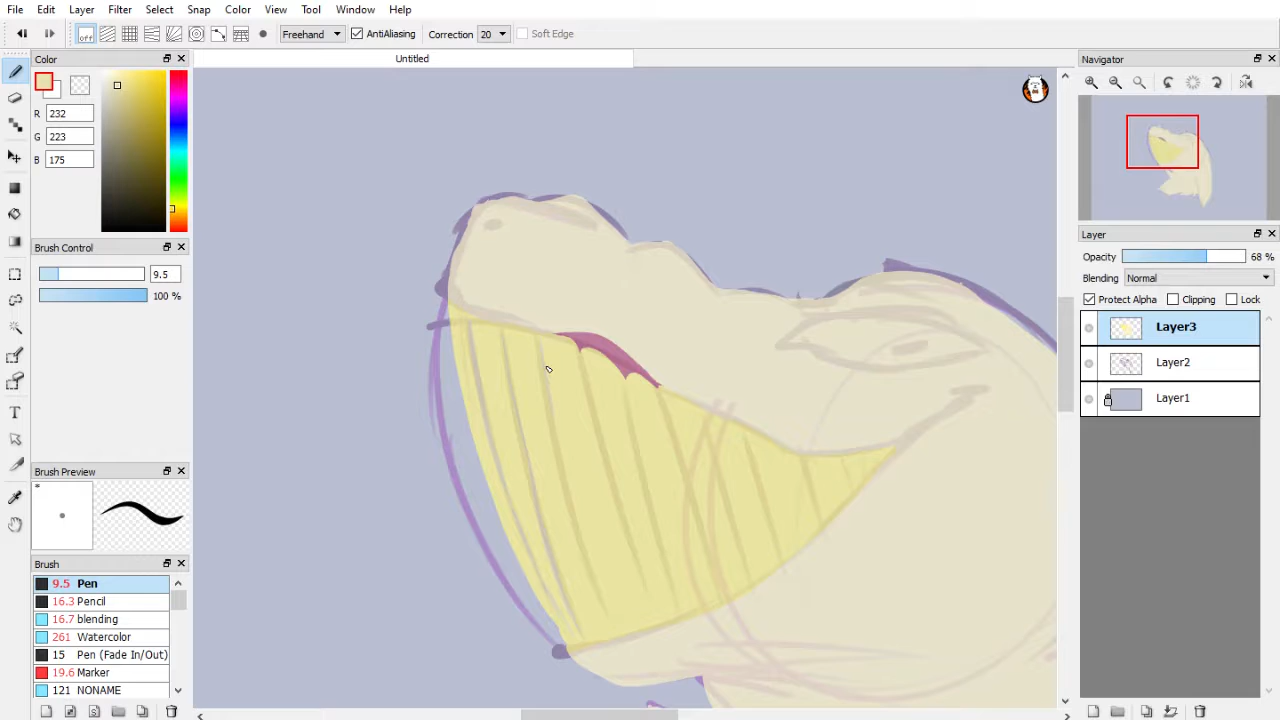 File Edit Layer Filter Select Snap Color View Tool Window Help
off Freehand AntiAliasing Correction 20 Soft Edge
Color
Untitled
Navigator
R 232
G 223
B 175
Brush Control
9.5
100 %
Layer
Opacity 68 %
Blending Normal
Protect Alpha Clipping Lock
Layer3
Layer2
Layer1
Brush Preview
*
Brush
9.5 Pen
16.3 Pencil
16.7 blending
261 Watercolor
15 Pen (Fade In/Out)
19.6 Marker
121 NONAME
T